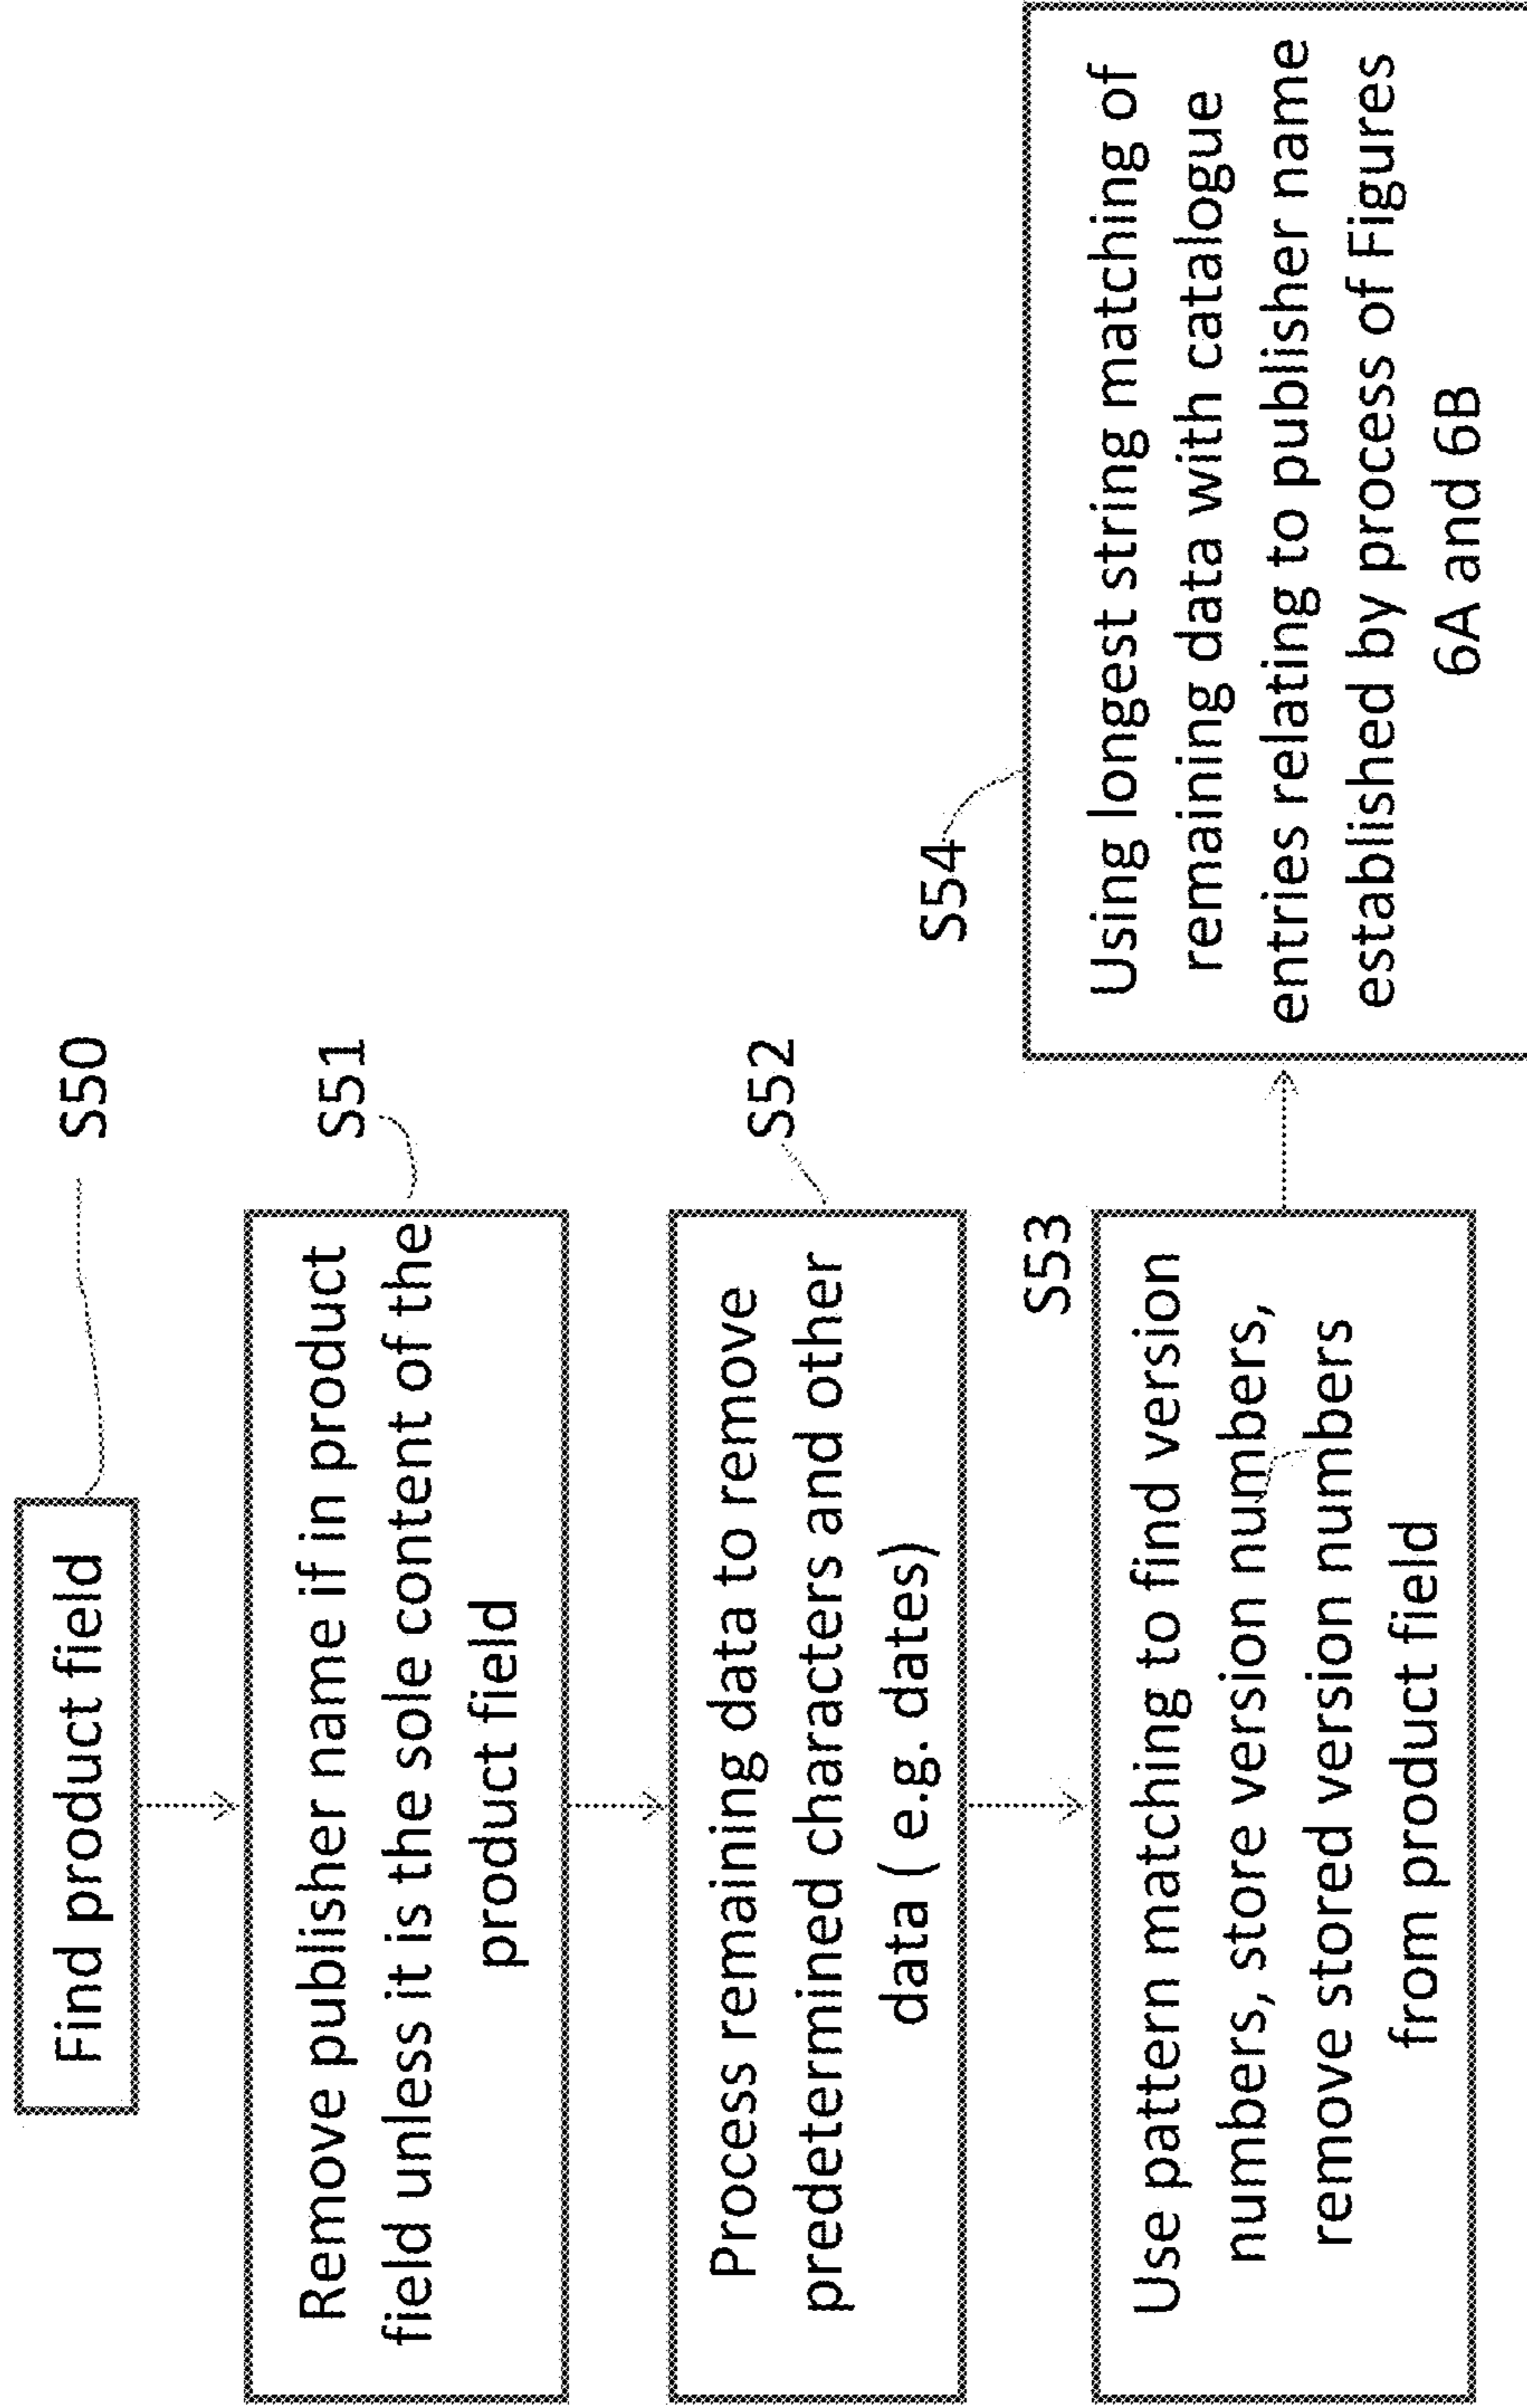 Find product field
S50
Remove publisher name if in product
field unless it is the sole content of the
product field
S51
Process remaining data to remove
predetermined characters and other
data ( e.g. dates)
S52
S53
Use pattern matching to find version
numbers, store version numbers,
remove stored version numbers
from product field
S54
Using longest string matching of
remaining data with catalogue
entries relating to publisher name
established by process of Figures
6A and 6B